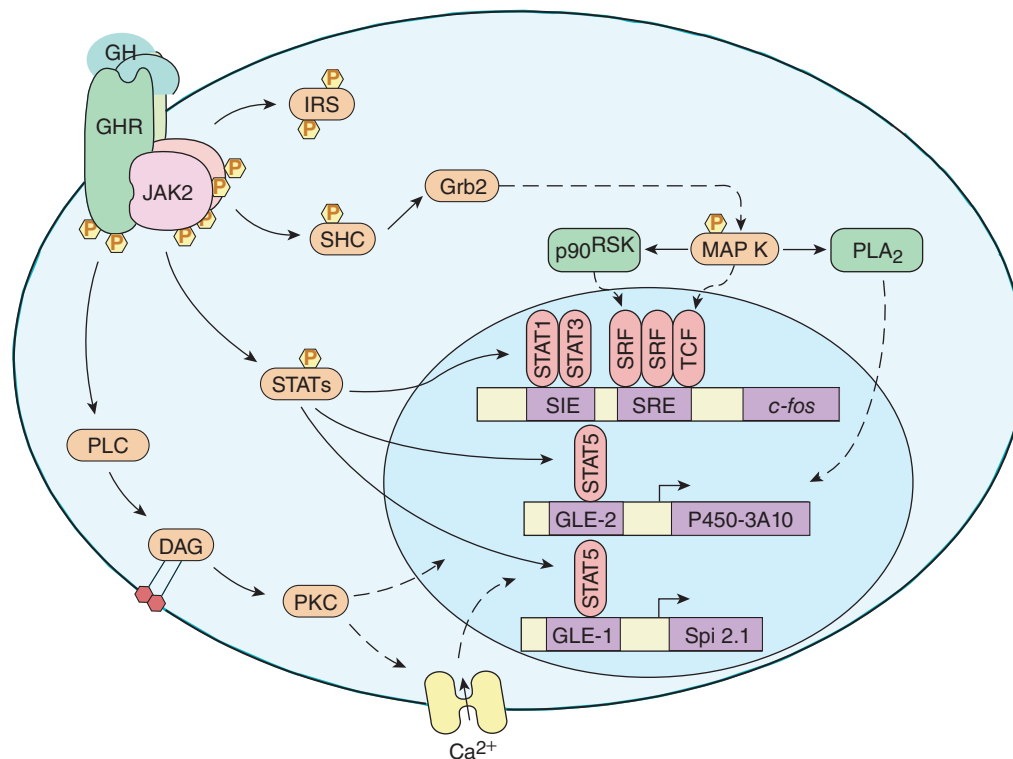 GH
GHR
JAK2
P
P
P
P
P
P
P
IRS
P
P
SHC
Grb2
P
MAP K
p90RSK
PLA2
P
STATs
STAT1
STAT3
SRF
SRF
TCF
SIE
SRE
c-fos
PLC
STAT5
GLE-2
P450-3A10
DAG
STAT5
PKC
GLE-1
Spi 2.1
Ca2+